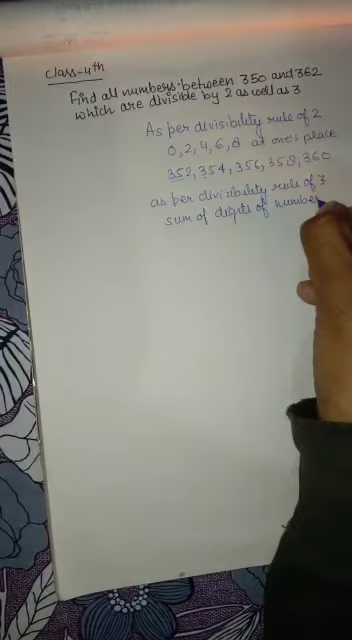 Class-4th
Find all numbers between 350 and 362
which are divisible by 2 as well as 3
As per divisibility rule of 2
0, 2, 4, 6, 8 at one's place
352, 354, 356, 358, 360
as per divisibility rule of 3
sum of digits of number